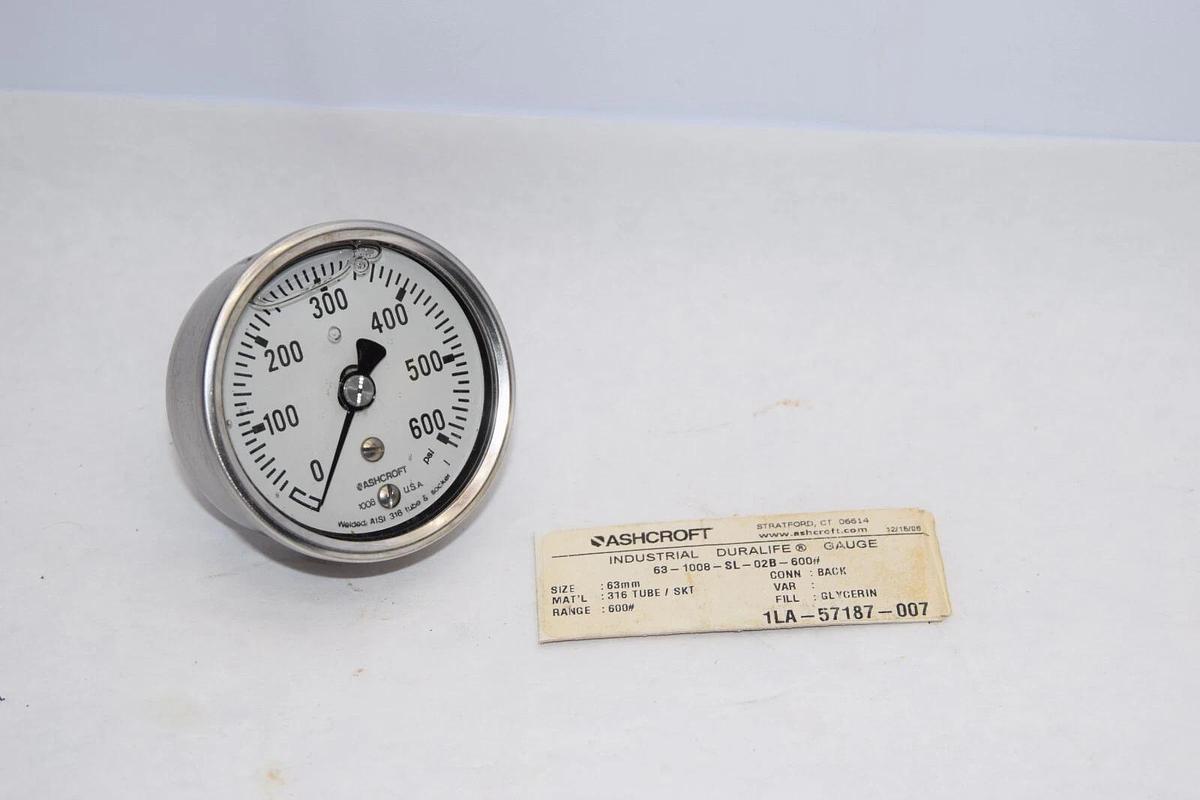 300
400
200
500
100
600
0
psi
ASHCROFT
1008 U.S.A
Welded, AISI 316 tube & socket
ASHCROFT
STRATFORD, CT 06614
www.ashcroft.com 12/15/06
INDUSTRIAL DURALIFE® GAUGE
63-1008-SL-02B-600#
SIZE : 63mm CONN : BACK
MAT'L : 316 TUBE / SKT VAR :
RANGE : 600# FILL : GLYCERIN
1LA-57187-007